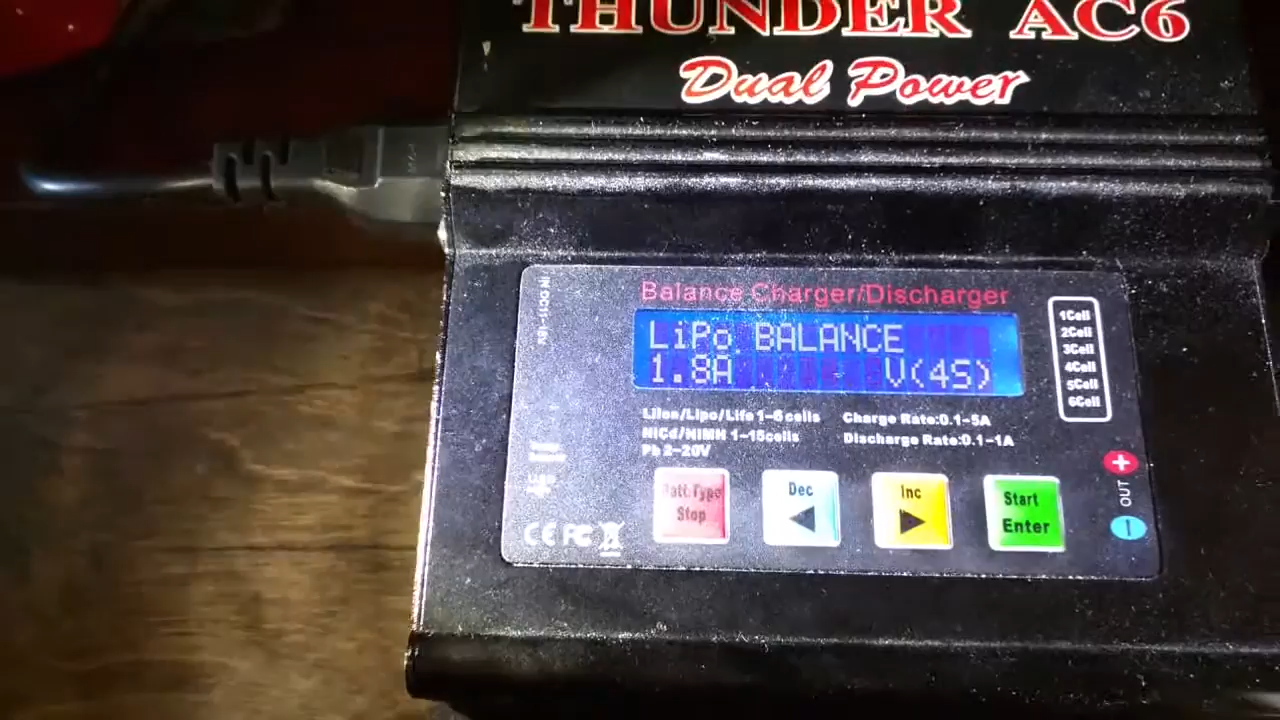 THUNDER AC6
Dual Power
Balance Charger/Discharger
LiPo BALANCE
1.8A V(4S)
1Cell
2Cell
3Cell
4Cell
5Cell
6Cell
LiIon/Lipo/Life 1-6cells
NiCd/NiMH 1-15cells
Pb 2-20V
Charge Rate:0.1-5A
Discharge Rate:0.1-1A
Batt.Type
Stop
Dec
Inc
Start
Enter
+
OUT
CE FC